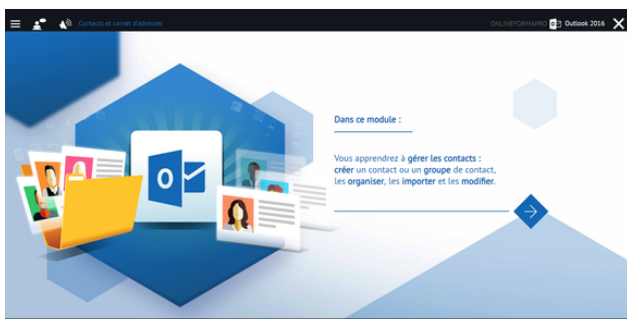 Contacts et carnet d'adresses
ONLINEFORMAPRO Outlook 2016
Dans ce module :
Vous apprendrez à gérer les contacts :
créer un contact ou un groupe de contact,
les organiser, les importer et les modifier.